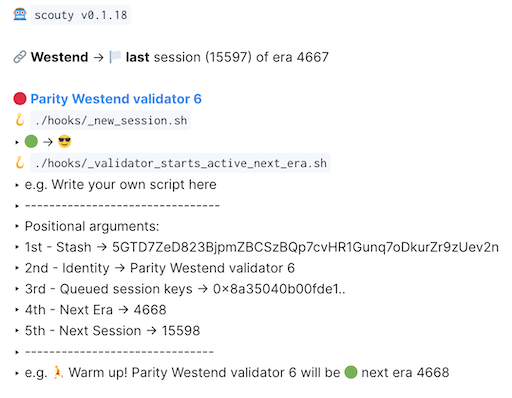 scouty v0.1.18
🔗 Westend → 🏳️ last session (15597) of era 4667
🔴 Parity Westend validator 6
🪝 ./hooks/_new_session.sh
‣ 🟢 → 😎
🪝 ./hooks/_validator_starts_active_next_era.sh
‣ e.g. Write your own script here
‣ --------------------------------
‣ Positional arguments:
‣ 1st - Stash → 5GTD7ZeD823BjpmZBCSzBQp7cvHR1Gunq7oDkurZr9zUev2n
‣ 2nd - Identity → Parity Westend validator 6
‣ 3rd - Queued session keys → 0x8a35040b00fde1..
‣ 4th - Next Era → 4668
‣ 5th - Next Session → 15598
‣ -------------------------------
‣ e.g. 🏃 Warm up! Parity Westend validator 6 will be 🟢 next era 4668